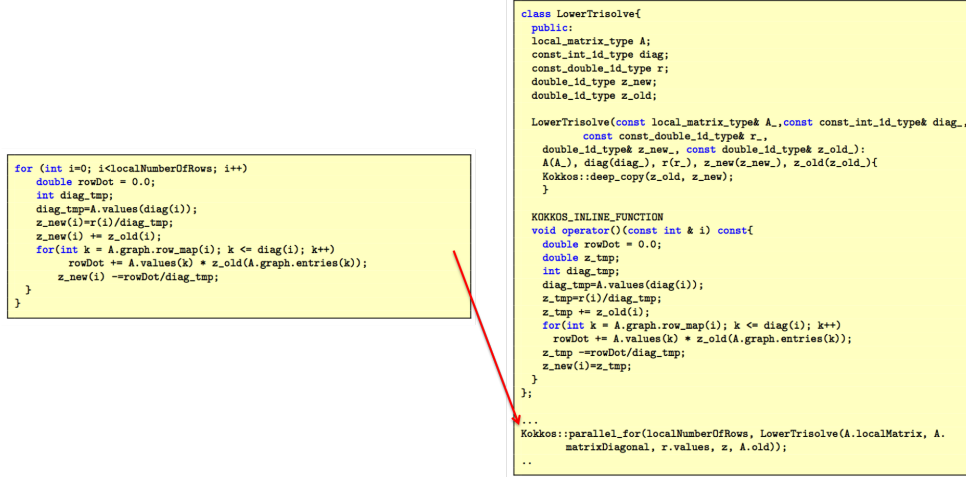 for (int i=0; i<localNumberOfRows; i++)
double rowDot = 0.0;
int diag_tmp;
diag_tmp=A.values(diag(i));
z_new(i)=r(i)/diag_tmp;
z_new(i) += z_old(i);
for(int k = A.graph.row_map(i); k <= diag(i); k++)
rowDot += A.values(k) * z_old(A.graph.entries(k));
z_new(i) -=rowDot/diag_tmp;
}
}
class LowerTrisolve{
public:
local_matrix_type A;
const_int_1d_type diag;
const_double_1d_type r;
double_1d_type z_new;
double_1d_type z_old;
LowerTrisolve(const local_matrix_type& A_,const const_int_1d_type& diag_,
const const_double_1d_type& r_,
double_1d_type& z_new_, const double_1d_type& z_old_):
A(A_), diag(diag_), r(r_), z_new(z_new_), z_old(z_old_){
Kokkos::deep_copy(z_old, z_new);
}
KOKKOS_INLINE_FUNCTION
void operator()(const int & i) const{
double rowDot = 0.0;
double z_tmp;
int diag_tmp;
diag_tmp=A.values(diag(i));
z_tmp=r(i)/diag_tmp;
z_tmp += z_old(i);
for(int k = A.graph.row_map(i); k <= diag(i); k++)
rowDot += A.values(k) * z_old(A.graph.entries(k));
z_tmp -=rowDot/diag_tmp;
z_new(i)=z_tmp;
}
};
...
Kokkos::parallel_for(localNumberOfRows, LowerTrisolve(A.localMatrix, A.
matrixDiagonal, r.values, z, A.old));
..